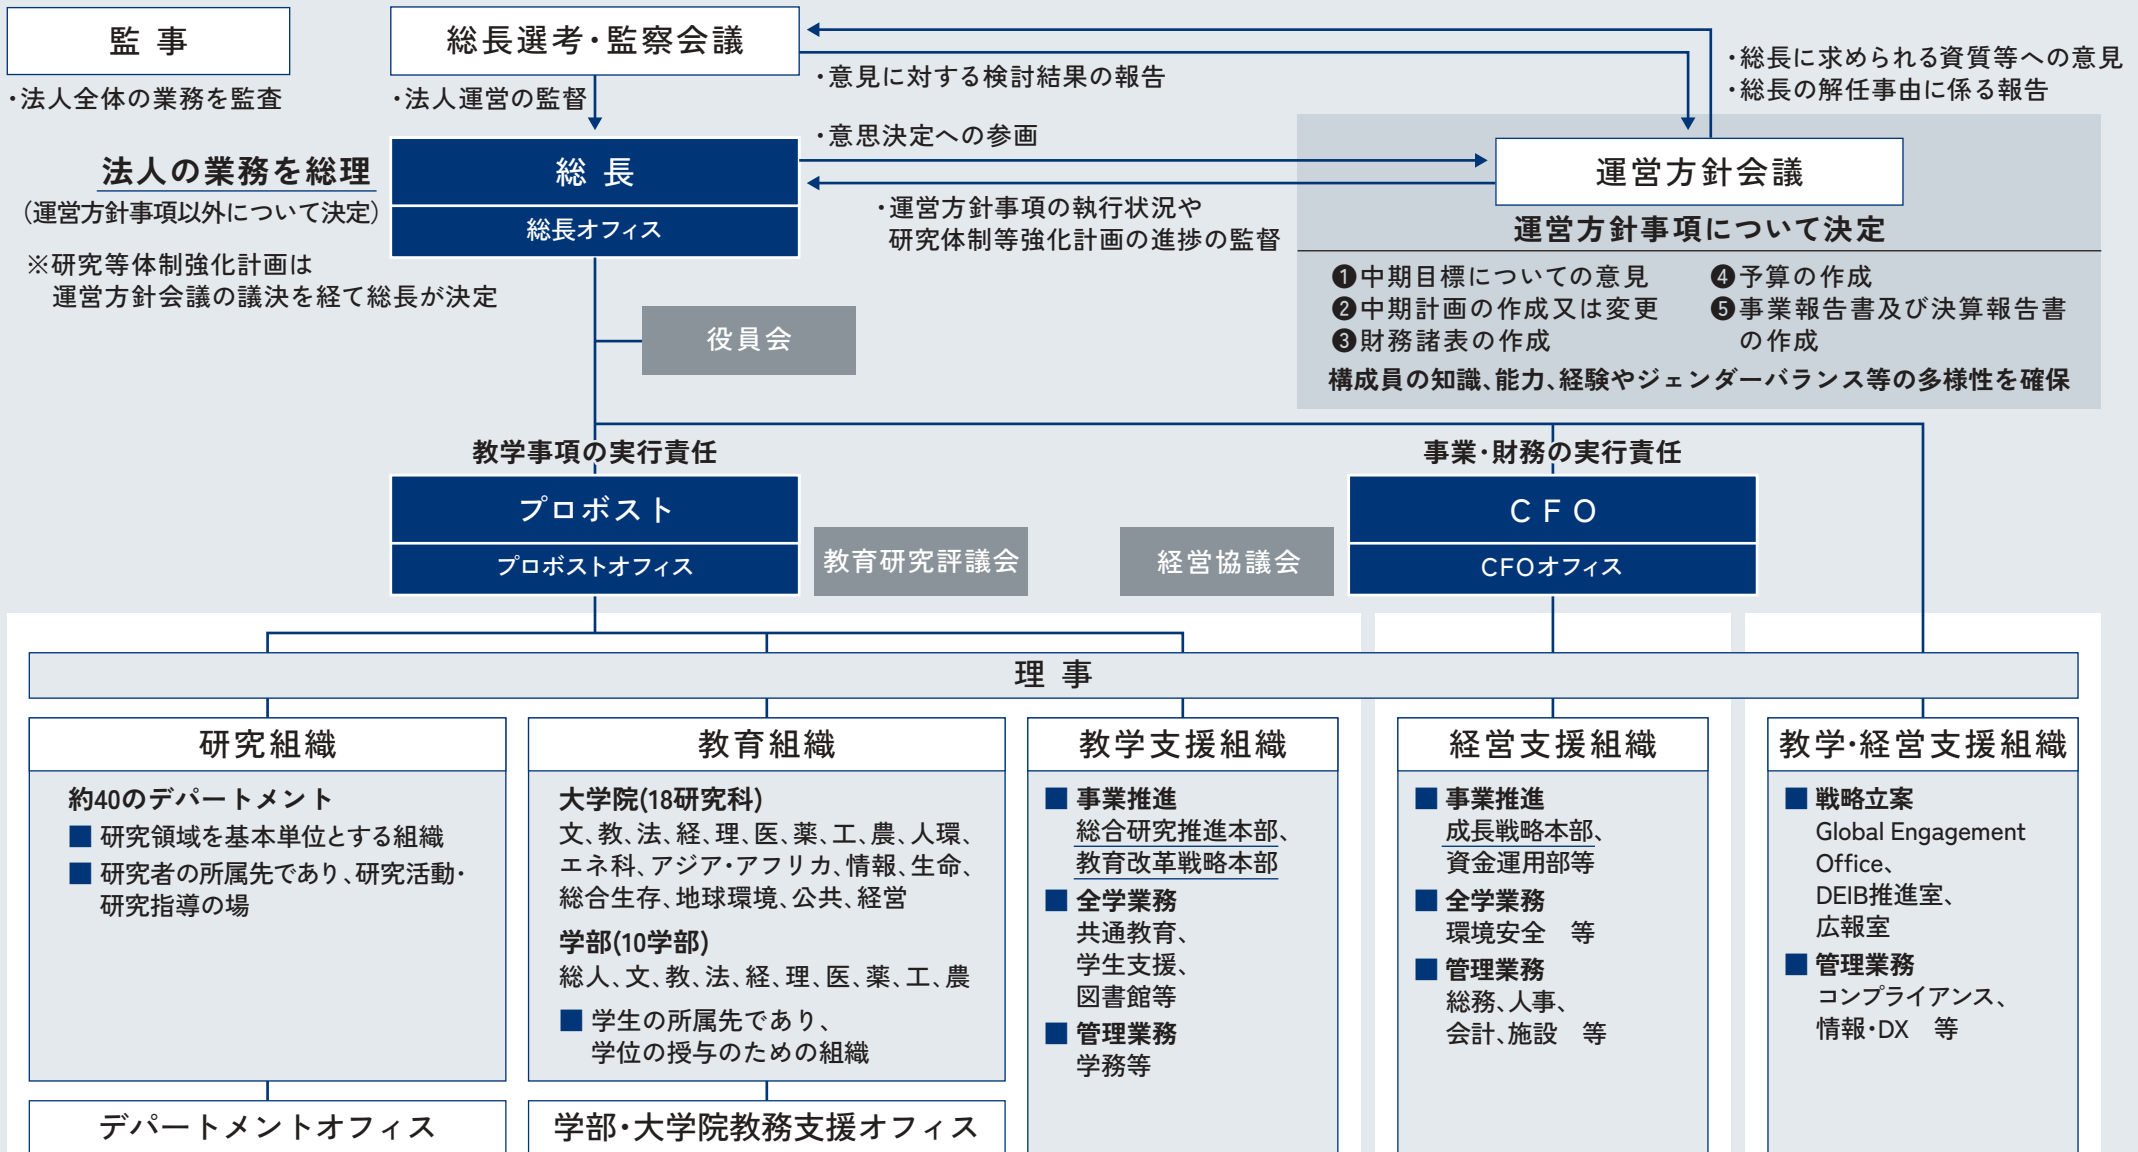 監 事
・法人全体の業務を監査
総長選考・監察会議
・法人運営の監督
・意見に対する検討結果の報告
・総長に求められる資質等への意見
・総長の解任事由に係る報告
法人の業務を総理
（運営方針事項以外について決定）
※研究等体制強化計画は
運営方針会議の議決を経て総長が決定
総 長
総長オフィス
・意思決定への参画
・運営方針事項の執行状況や
研究体制等強化計画の進捗の監督
運営方針会議
運営方針事項について決定
❶中期目標についての意見
❷中期計画の作成又は変更
❸財務諸表の作成
❹予算の作成
❺事業報告書及び決算報告書
の作成
構成員の知識、能力、経験やジェンダーバランス等の多様性を確保
役員会
教学事項の実行責任
プロボスト
プロボストオフィス
教育研究評議会
経営協議会
事業・財務の実行責任
CFO
CFOオフィス
理 事
研究組織
約40のデパートメント
■ 研究領域を基本単位とする組織
■ 研究者の所属先であり、研究活動・
研究指導の場
デパートメントオフィス
教育組織
大学院(18研究科)
文、教、法、経、理、医、薬、工、農、人環、
エネ科、アジア・アフリカ、情報、生命、
総合生存、地球環境、公共、経営
学部(10学部)
総人、文、教、法、経、理、医、薬、工、農
■ 学生の所属先であり、
学位の授与のための組織
学部・大学院教務支援オフィス
教学支援組織
■ 事業推進
総合研究推進本部、
教育改革戦略本部
■ 全学業務
共通教育、
学生支援、
図書館等
■ 管理業務
学務等
経営支援組織
■ 事業推進
成長戦略本部、
資金運用部等
■ 全学業務
環境安全　等
■ 管理業務
総務、人事、
会計、施設　等
教学・経営支援組織
■ 戦略立案
Global Engagement
Office、
DEIB推進室、
広報室
■ 管理業務
コンプライアンス、
情報・DX　等